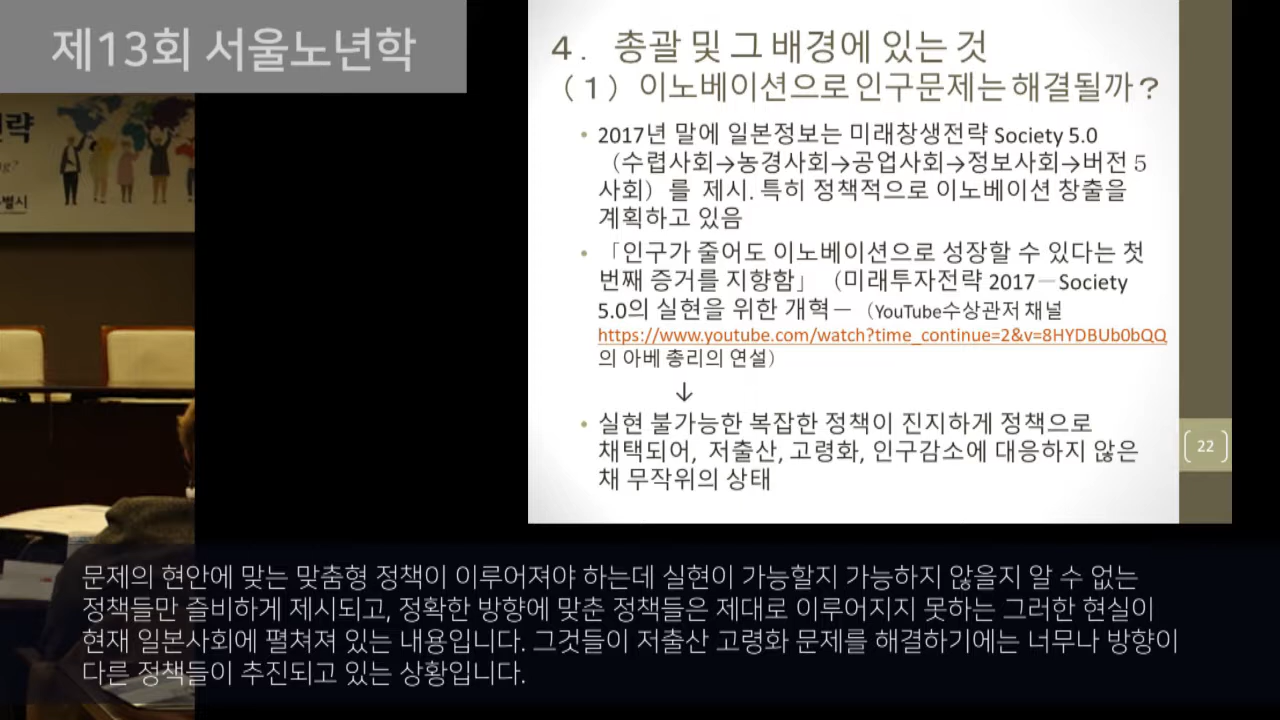 제13회 서울노년학
략
ng?
별시
4. 총괄 및 그 배경에 있는 것
（1）이노베이션으로 인구문제는 해결될까?
• 2017년 말에 일본정보는 미래창생전략 Society 5.0
（수렵사회→농경사회→공업사회→정보사회→버전 5
사회）를 제시. 특히 정책적으로 이노베이션 창출을
계획하고 있음
• 「인구가 줄어도 이노베이션으로 성장할 수 있다는 첫
번째 증거를 지향함」（미래투자전략 2017－Society
5.0의 실현을 위한 개혁－（YouTube수상관저 채널
https://www.youtube.com/watch?time_continue=2&v=8HYDBUb0bQQ
의 아베 총리의 연설）
↓
• 실현 불가능한 복잡한 정책이 진지하게 정책으로
채택되어, 저출산, 고령화, 인구감소에 대응하지 않은
채 무작위의 상태
22
문제의 현안에 맞는 맞춤형 정책이 이루어져야 하는데 실현이 가능할지 가능하지 않을지 알 수 없는
정책들만 즐비하게 제시되고, 정확한 방향에 맞춘 정책들은 제대로 이루어지지 못하는 그러한 현실이
현재 일본사회에 펼쳐져 있는 내용입니다. 그것들이 저출산 고령화 문제를 해결하기에는 너무나 방향이
다른 정책들이 추진되고 있는 상황입니다.